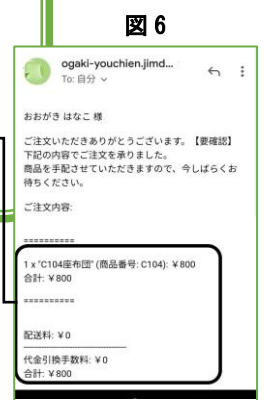 図6
ogaki-youchien.jimd...
To: 自分
おおがき はなこ 様
ご注文いただきありがとうございます。【要確認】
下記の内容でご注文を承りました。
商品を手配させていただきますので、今しばらくお
待ちください。
ご注文内容:
==========
1 x "C104座布団" (商品番号: C104): ¥800
合計: ¥800
==========
配送料: ¥0
--------------------
代金引換手数料: ¥0
合計: ¥800